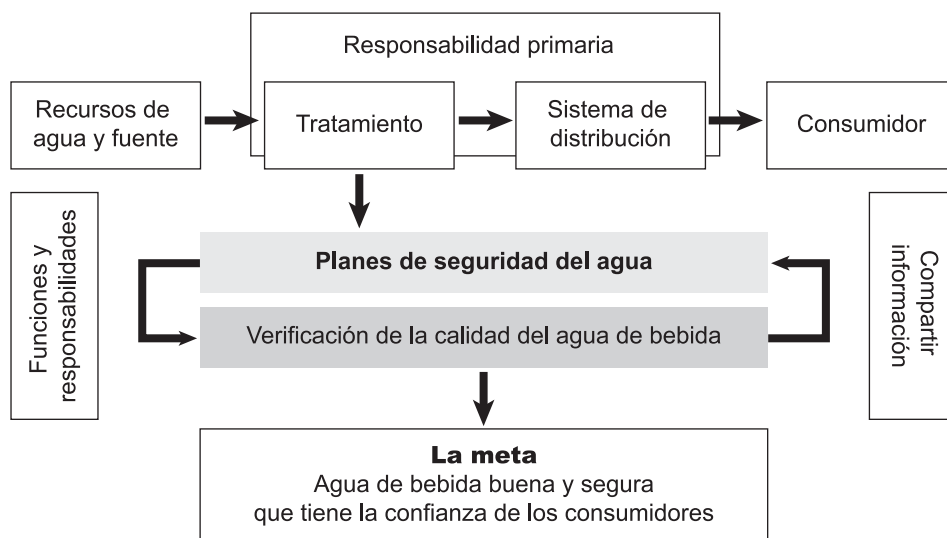 Responsabilidad primaria
Recursos de
agua y fuente
Tratamiento
Sistema de
distribución
Consumidor
Funciones y
responsabilidades
Planes de seguridad del agua
Verificación de la calidad del agua de bebida
Compartir
información
La meta
Agua de bebida buena y segura
que tiene la confianza de los consumidores